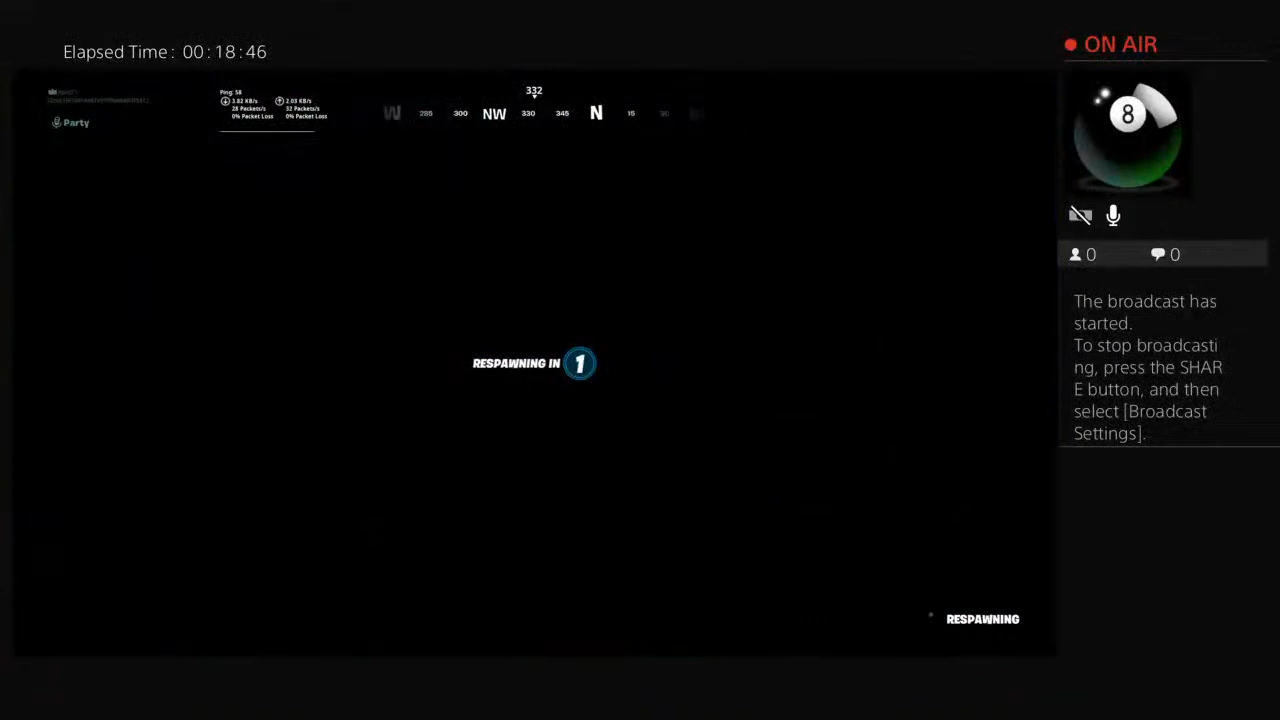 Elapsed Time: 00:18:46
ON AIR
Party
Ping: 58
3.82 KB/s
2.03 KB/s
28 Packets/s
32 Packets/s
0% Packet Loss
0% Packet Loss
332
W 285 300 NW 330 345 N 15 30
8
0 0
The broadcast has
started.
To stop broadcasti
ng, press the SHAR
E button, and then
select [Broadcast
Settings].
RESPAWNING IN 1
RESPAWNING